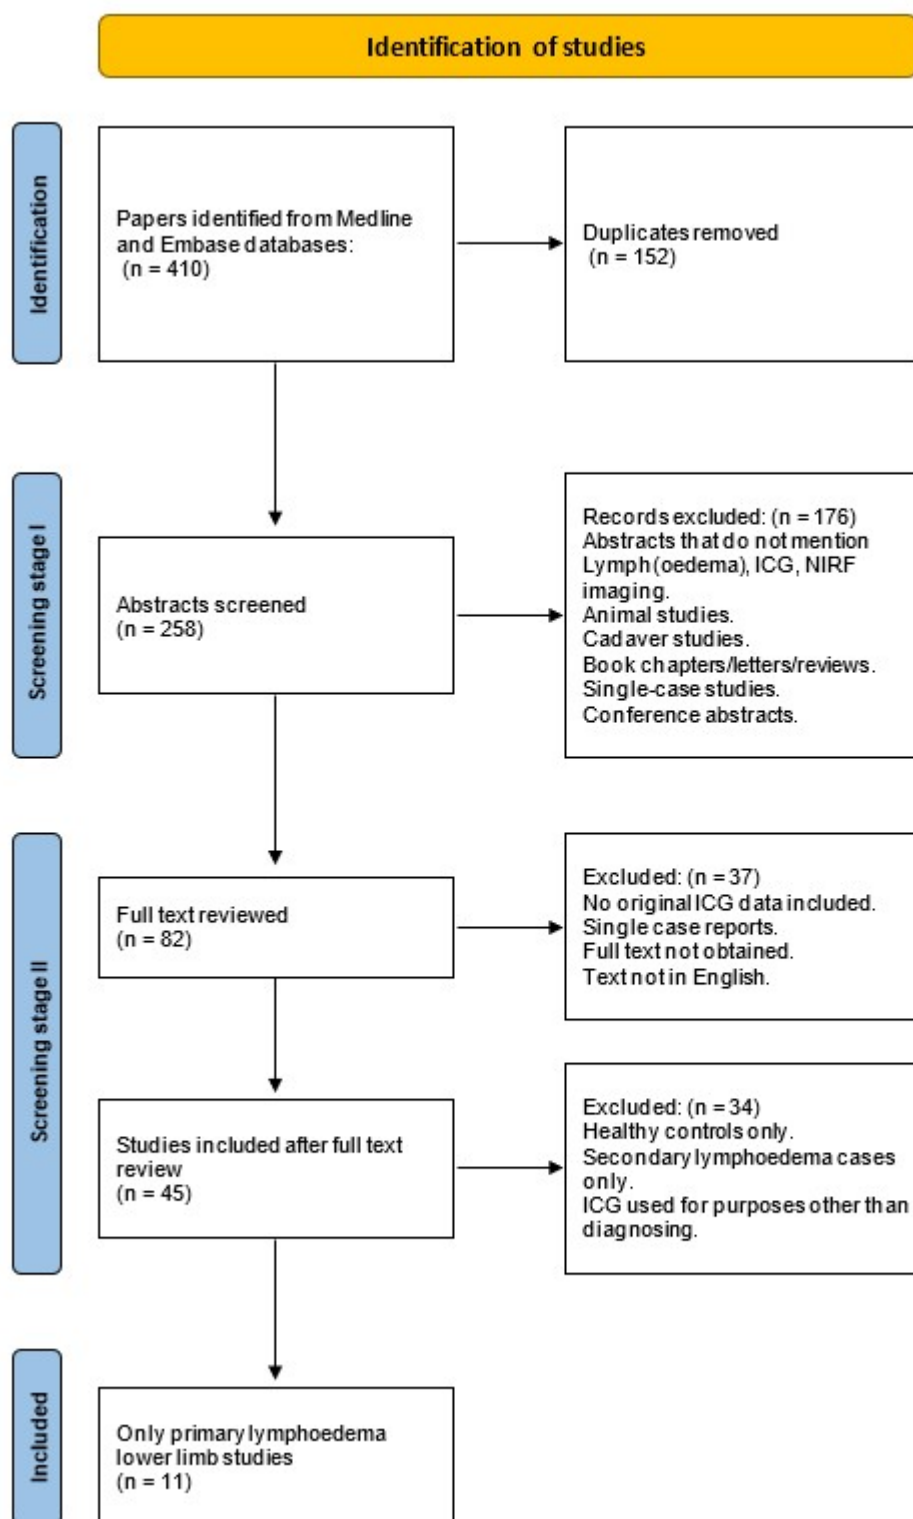 Identification of studies
Identification
Papers identified from Medline
and Embase databases:
(n = 410)
Duplicates removed
(n = 152)
Screening stage I
Abstracts screened
(n = 258)
Records excluded: (n = 176)
Abstracts that do not mention
Lymph(oedema), ICG, NIRF
imaging.
Animal studies.
Cadaver studies.
Book chapters/letters/reviews.
Single-case studies.
Conference abstracts.
Screening stage II
Full text reviewed
(n = 82)
Excluded: (n = 37)
No original ICG data included.
Single case reports.
Full text not obtained.
Text not in English.
Studies included after full text
review
(n = 45)
Excluded: (n = 34)
Healthy controls only.
Secondary lymphoedema cases
only.
ICG used for purposes other than
diagnosing.
Included
Only primary lymphoedema
lower limb studies
(n = 11)